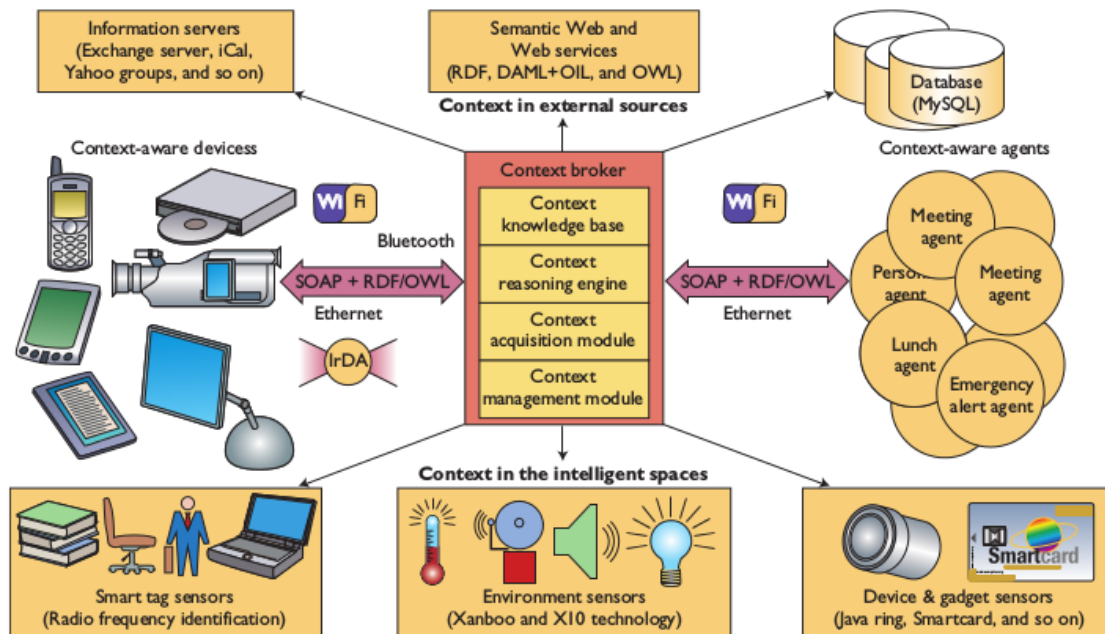 Information servers
(Exchange server, iCal,
Yahoo groups, and so on)
Semantic Web and
Web services
(RDF, DAML+OIL, and OWL)
Context in external sources
Database
(MySQL)
Context-aware devicess
Context-aware agents
Wi Fi
Bluetooth
SOAP + RDF/OWL
Ethernet
IrDA
Context broker
Context
knowledge base
Context
reasoning engine
Context
acquisition module
Context
management module
Wi Fi
SOAP + RDF/OWL
Ethernet
Meeting
agent
Person
agent
Meeting
agent
Lunch
agent
Emergency
alert agent
Context in the intelligent spaces
Smart tag sensors
(Radio frequency identification)
Environment sensors
(Xanboo and X10 technology)
Smartcard
Device & gadget sensors
(Java ring, Smartcard, and so on)